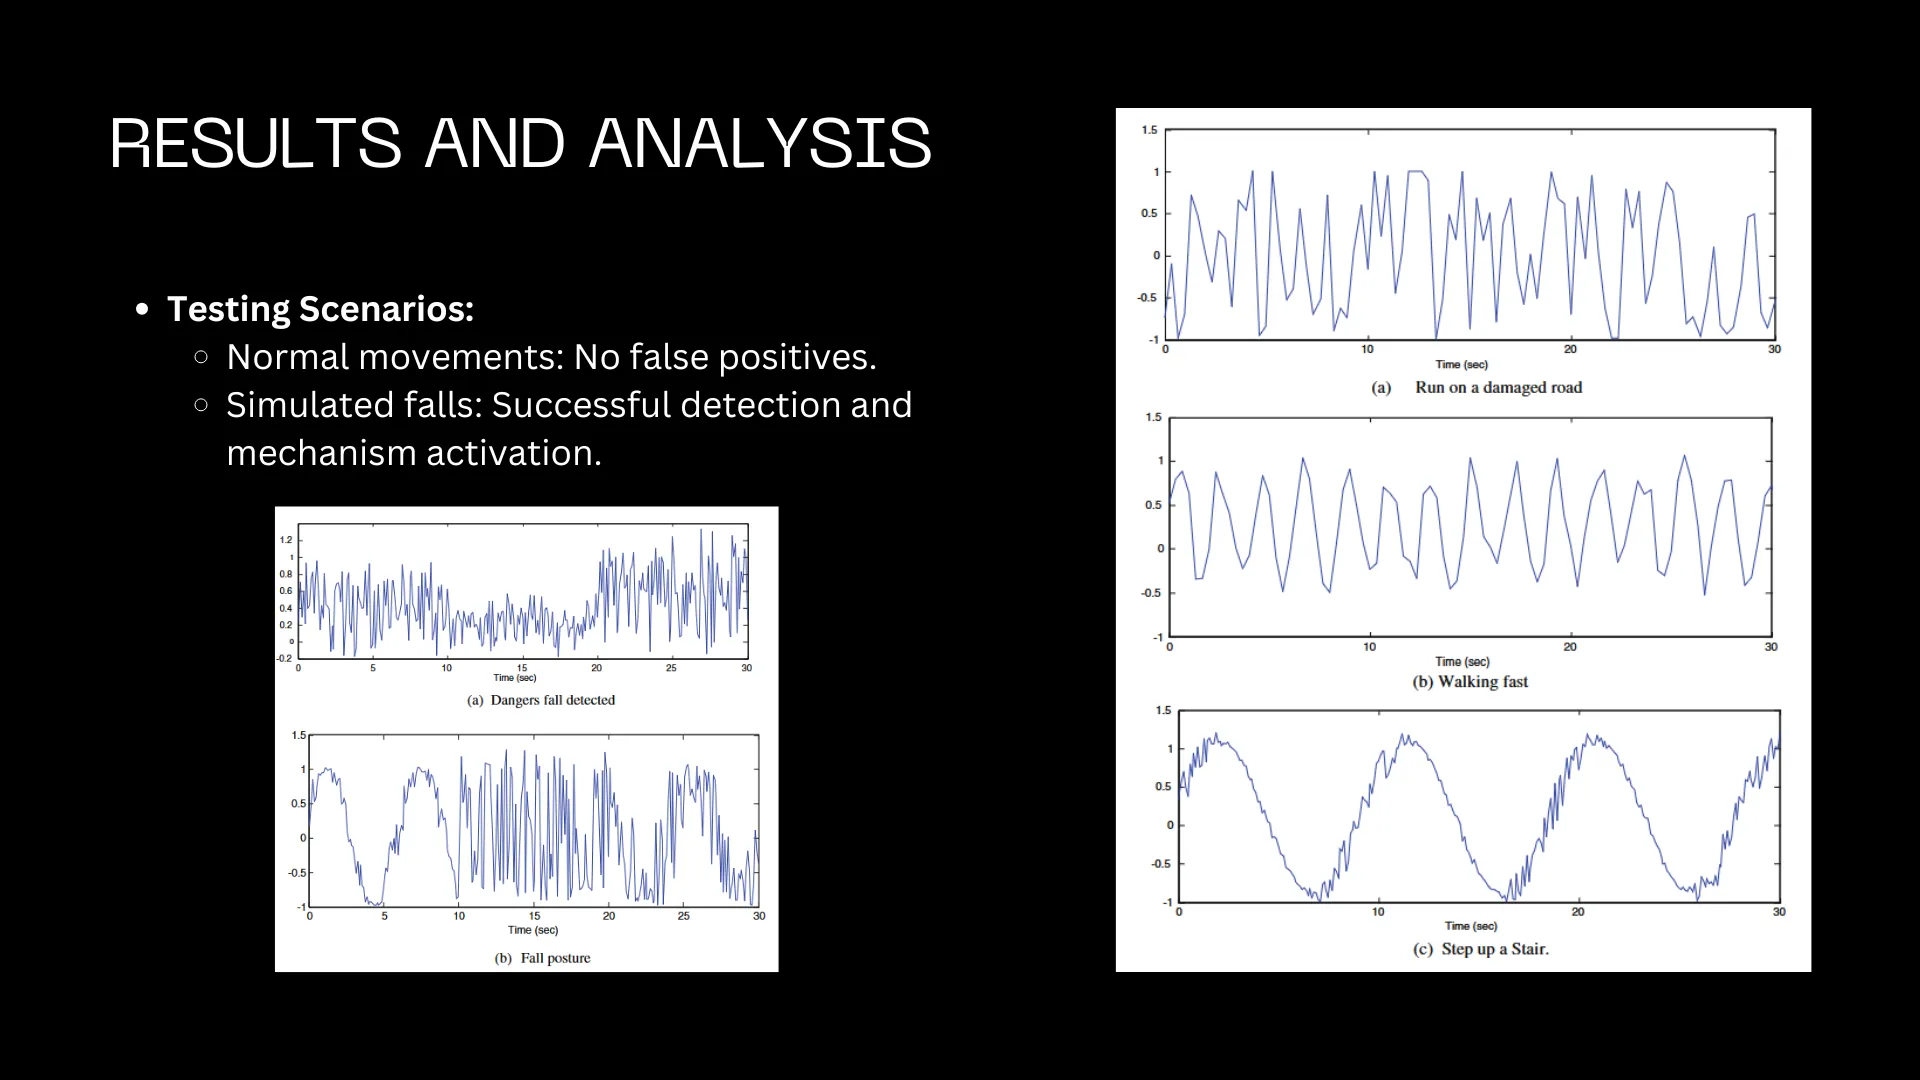 RESULTS AND ANALYSIS
• Testing Scenarios:
○ Normal movements: No false positives.
○ Simulated falls: Successful detection and
mechanism activation.
1.2
1
0.8
0.6
0.4
0.2
0
-0.2
0 5 10 15 20 25 30
Time (sec)
(a) Dangers fall detected
1.5
1
0.5
0
-0.5
-1
0 5 10 15 20 25 30
Time (sec)
(b) Fall posture
1.5
1
0.5
0
-0.5
-1
0 10 20 30
Time (sec)
(a) Run on a damaged road
1.5
1
0.5
0
-0.5
-1
0 10 20 30
Time (sec)
(b) Walking fast
1.5
1
0.5
0
-0.5
-1
0 10 20 30
Time (sec)
(c) Step up a Stair.